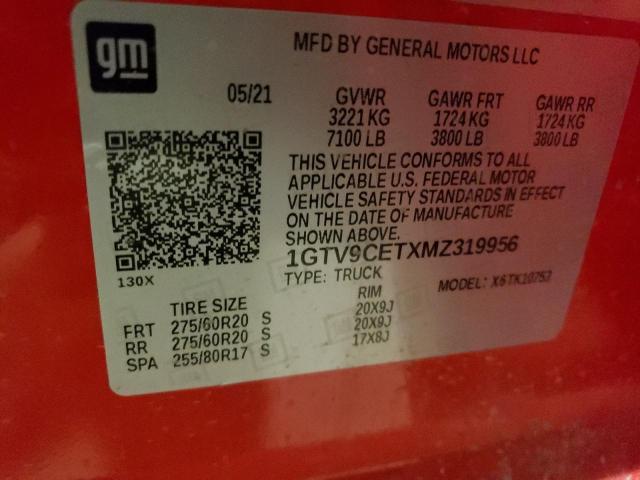 gm
MFD BY GENERAL MOTORS LLC
05/21 GVWR GAWR FRT GAWR RR
3221 KG 1724 KG 1724 KG
7100 LB 3800 LB 3800 LB
THIS VEHICLE CONFORMS TO ALL
APPLICABLE U.S. FEDERAL MOTOR
VEHICLE SAFETY STANDARDS IN EFFECT
ON THE DATE OF MANUFACTURE
SHOWN ABOVE.
1GTV9CETXMZ319956
130X
TYPE: TRUCK MODEL:
TIRE SIZE RIM
FRT 275/60R20 S 20X9J
RR 275/60R20 S 20X9J
SPA 255/80R17 S 17X8J